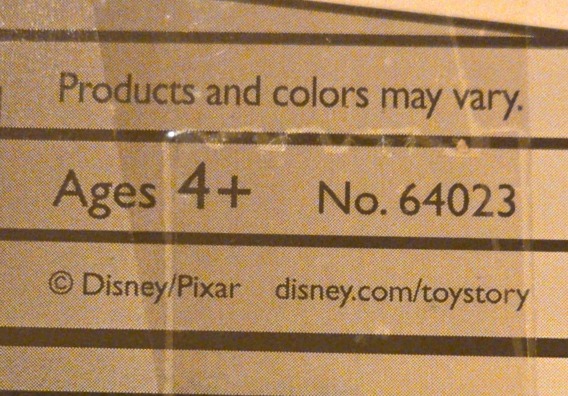 Products and colors may vary.
Ages 4+ No. 64023
© Disney/Pixar disney.com/toystory